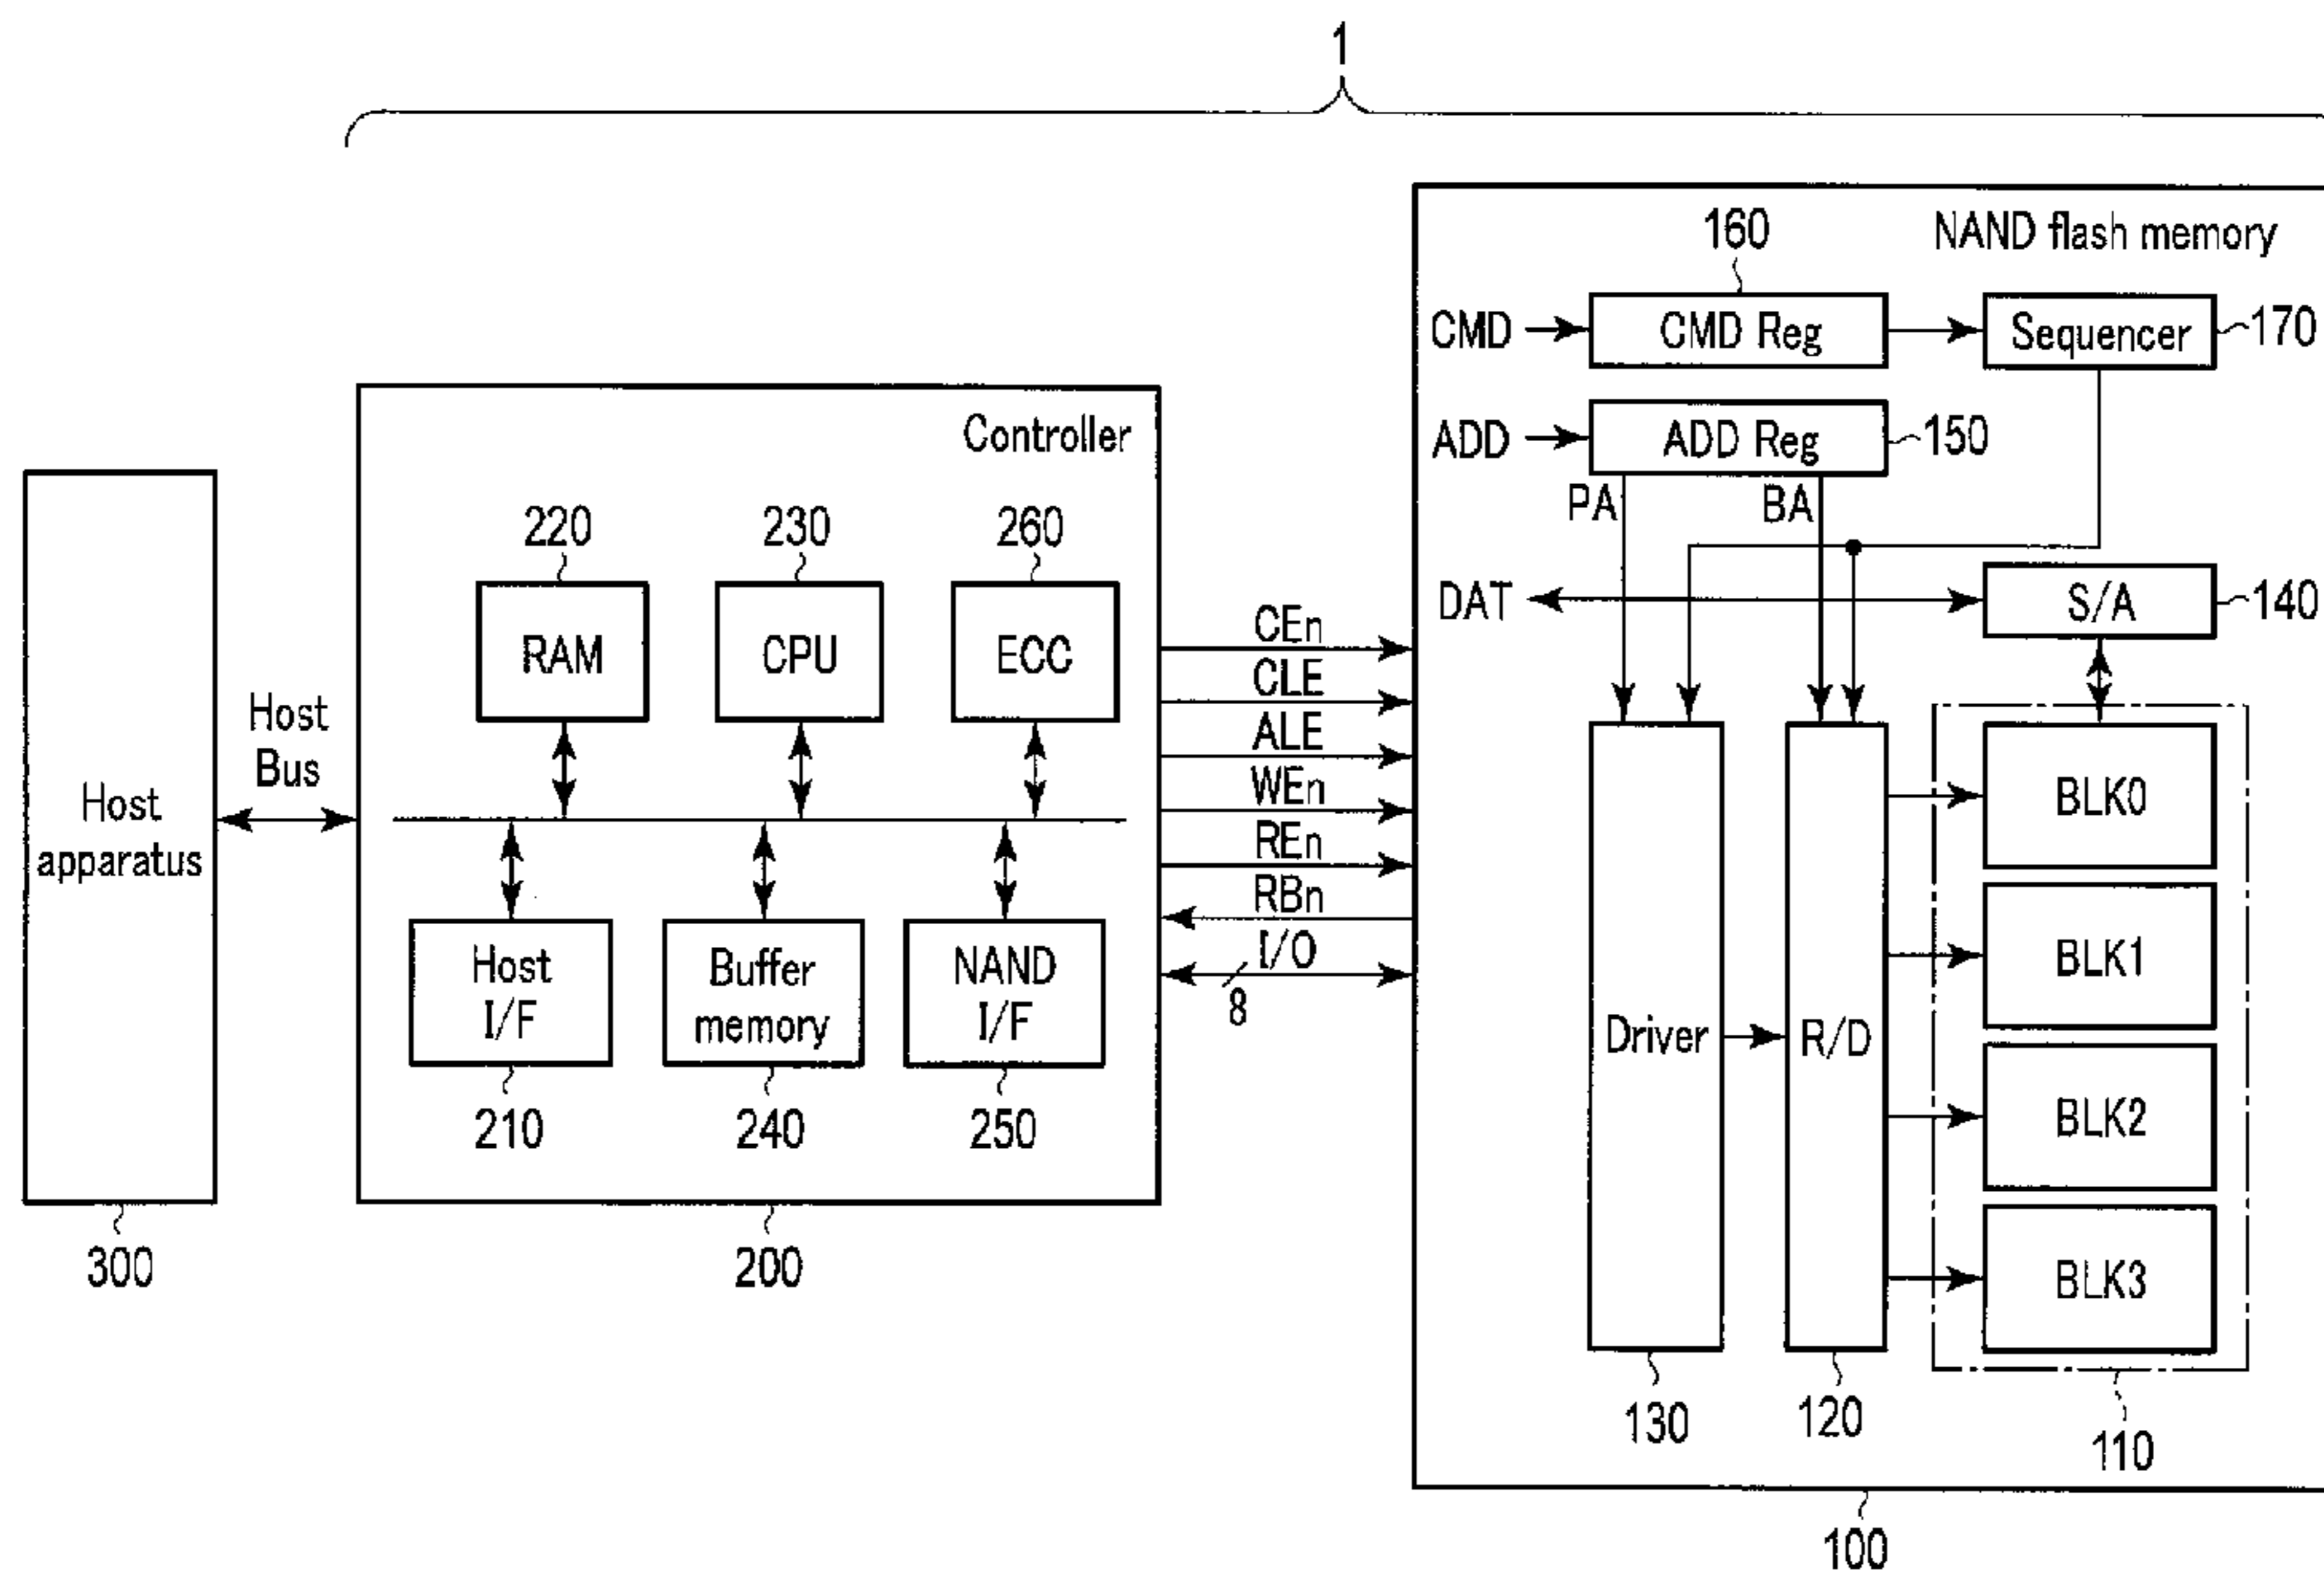 1
NAND flash memory
160
CMD
CMD Reg
Sequencer
170
ADD
ADD Reg
150
PA
BA
DAT
S/A
140
Driver
R/D
BLK0
BLK1
BLK2
BLK3
130
120
110
100
Controller
220
230
260
RAM
CPU
ECC
Host
I/F
Buffer
memory
NAND
I/F
210
240
250
200
CEn
CLE
ALE
WEn
REn
RBn
I/O
8
Host
Bus
Host
apparatus
300